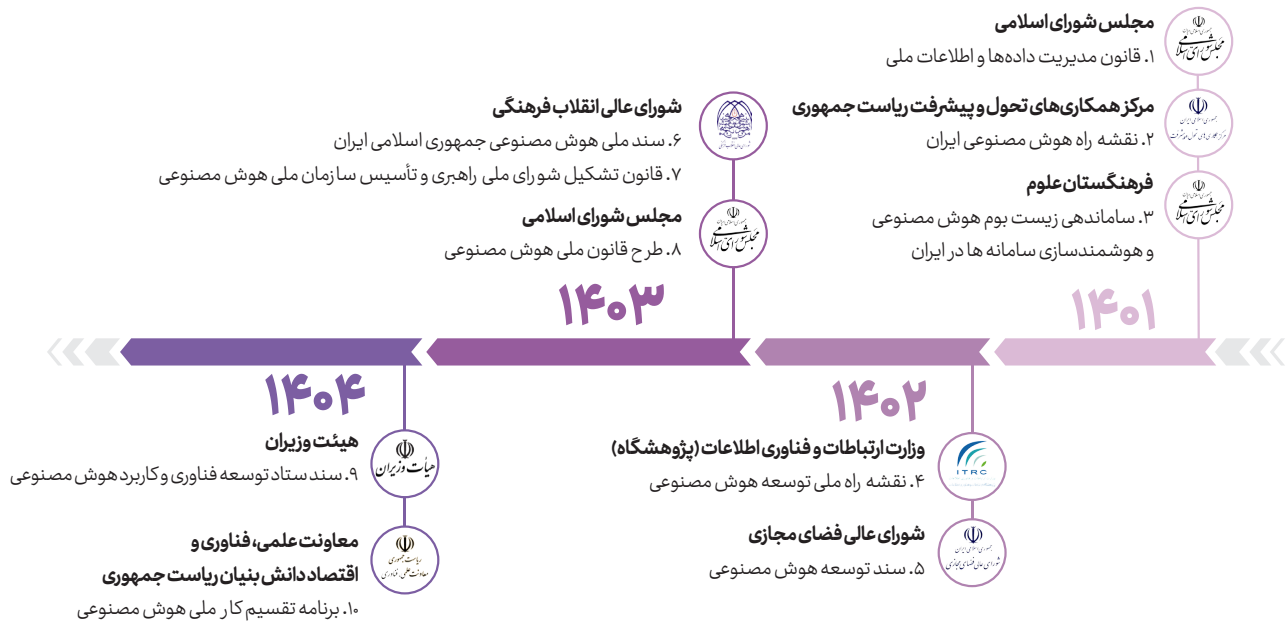 مجلس شورای اسلامی
۱. قانون مدیریت داده‌ها و اطلاعات ملی
مرکز همکاری‌های تحول و پیشرفت ریاست جمهوری
۲. نقشه راه هوش مصنوعی ایران
فرهنگستان علوم
۳. ساماندهی زیست بوم هوش مصنوعی
و هوشمندسازی سامانه ها در ایران
۱۴۰۱
وزارت ارتباطات و فناوری اطلاعات (پژوهشگاه)
۴. نقشه راه ملی توسعه هوش مصنوعی
شورای عالی فضای مجازی
۵. سند توسعه هوش مصنوعی
۱۴۰۲
ITRC
شورای عالی انقلاب فرهنگی
۶. سند ملی هوش مصنوعی جمهوری اسلامی ایران
۷. قانون تشکیل شورای ملی راهبری و تأسیس سازمان ملی هوش مصنوعی
مجلس شورای اسلامی
۸. طرح قانون ملی هوش مصنوعی
۱۴۰۳
۱۴۰۴
هیئت وزیران
هیأت وزیران
۹. سند ستاد توسعه فناوری و کاربرد هوش مصنوعی
معاونت علمی، فناوری و
اقتصاد دانش بنیان ریاست جمهوری
۱۰. برنامه تقسیم کار ملی هوش مصنوعی